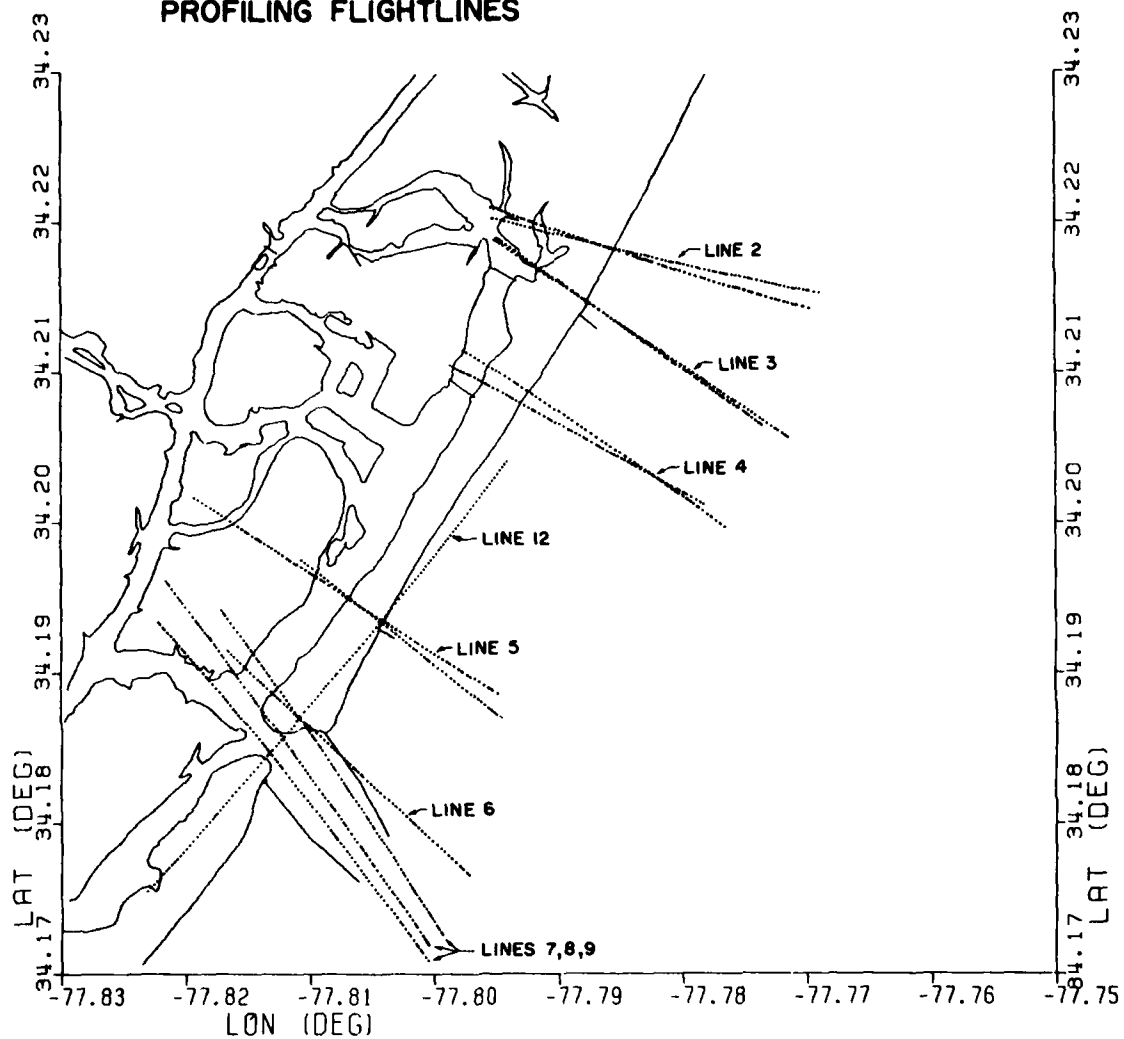 PROFILING FLIGHTLINES
34.23
34.22
34.21
34.20
34.19
34.18
34.17
LAT (DEG)
34.23
34.22
34.21
34.20
34.19
34.18
34.17
LAT (DEG)
LINE 2
LINE 3
LINE 4
LINE 12
LINE 5
LINE 6
LINES 7,8,9
-77.83
-77.82
-77.81
-77.80
-77.79
-77.78
-77.77
-77.76
-77.75
LON (DEG)